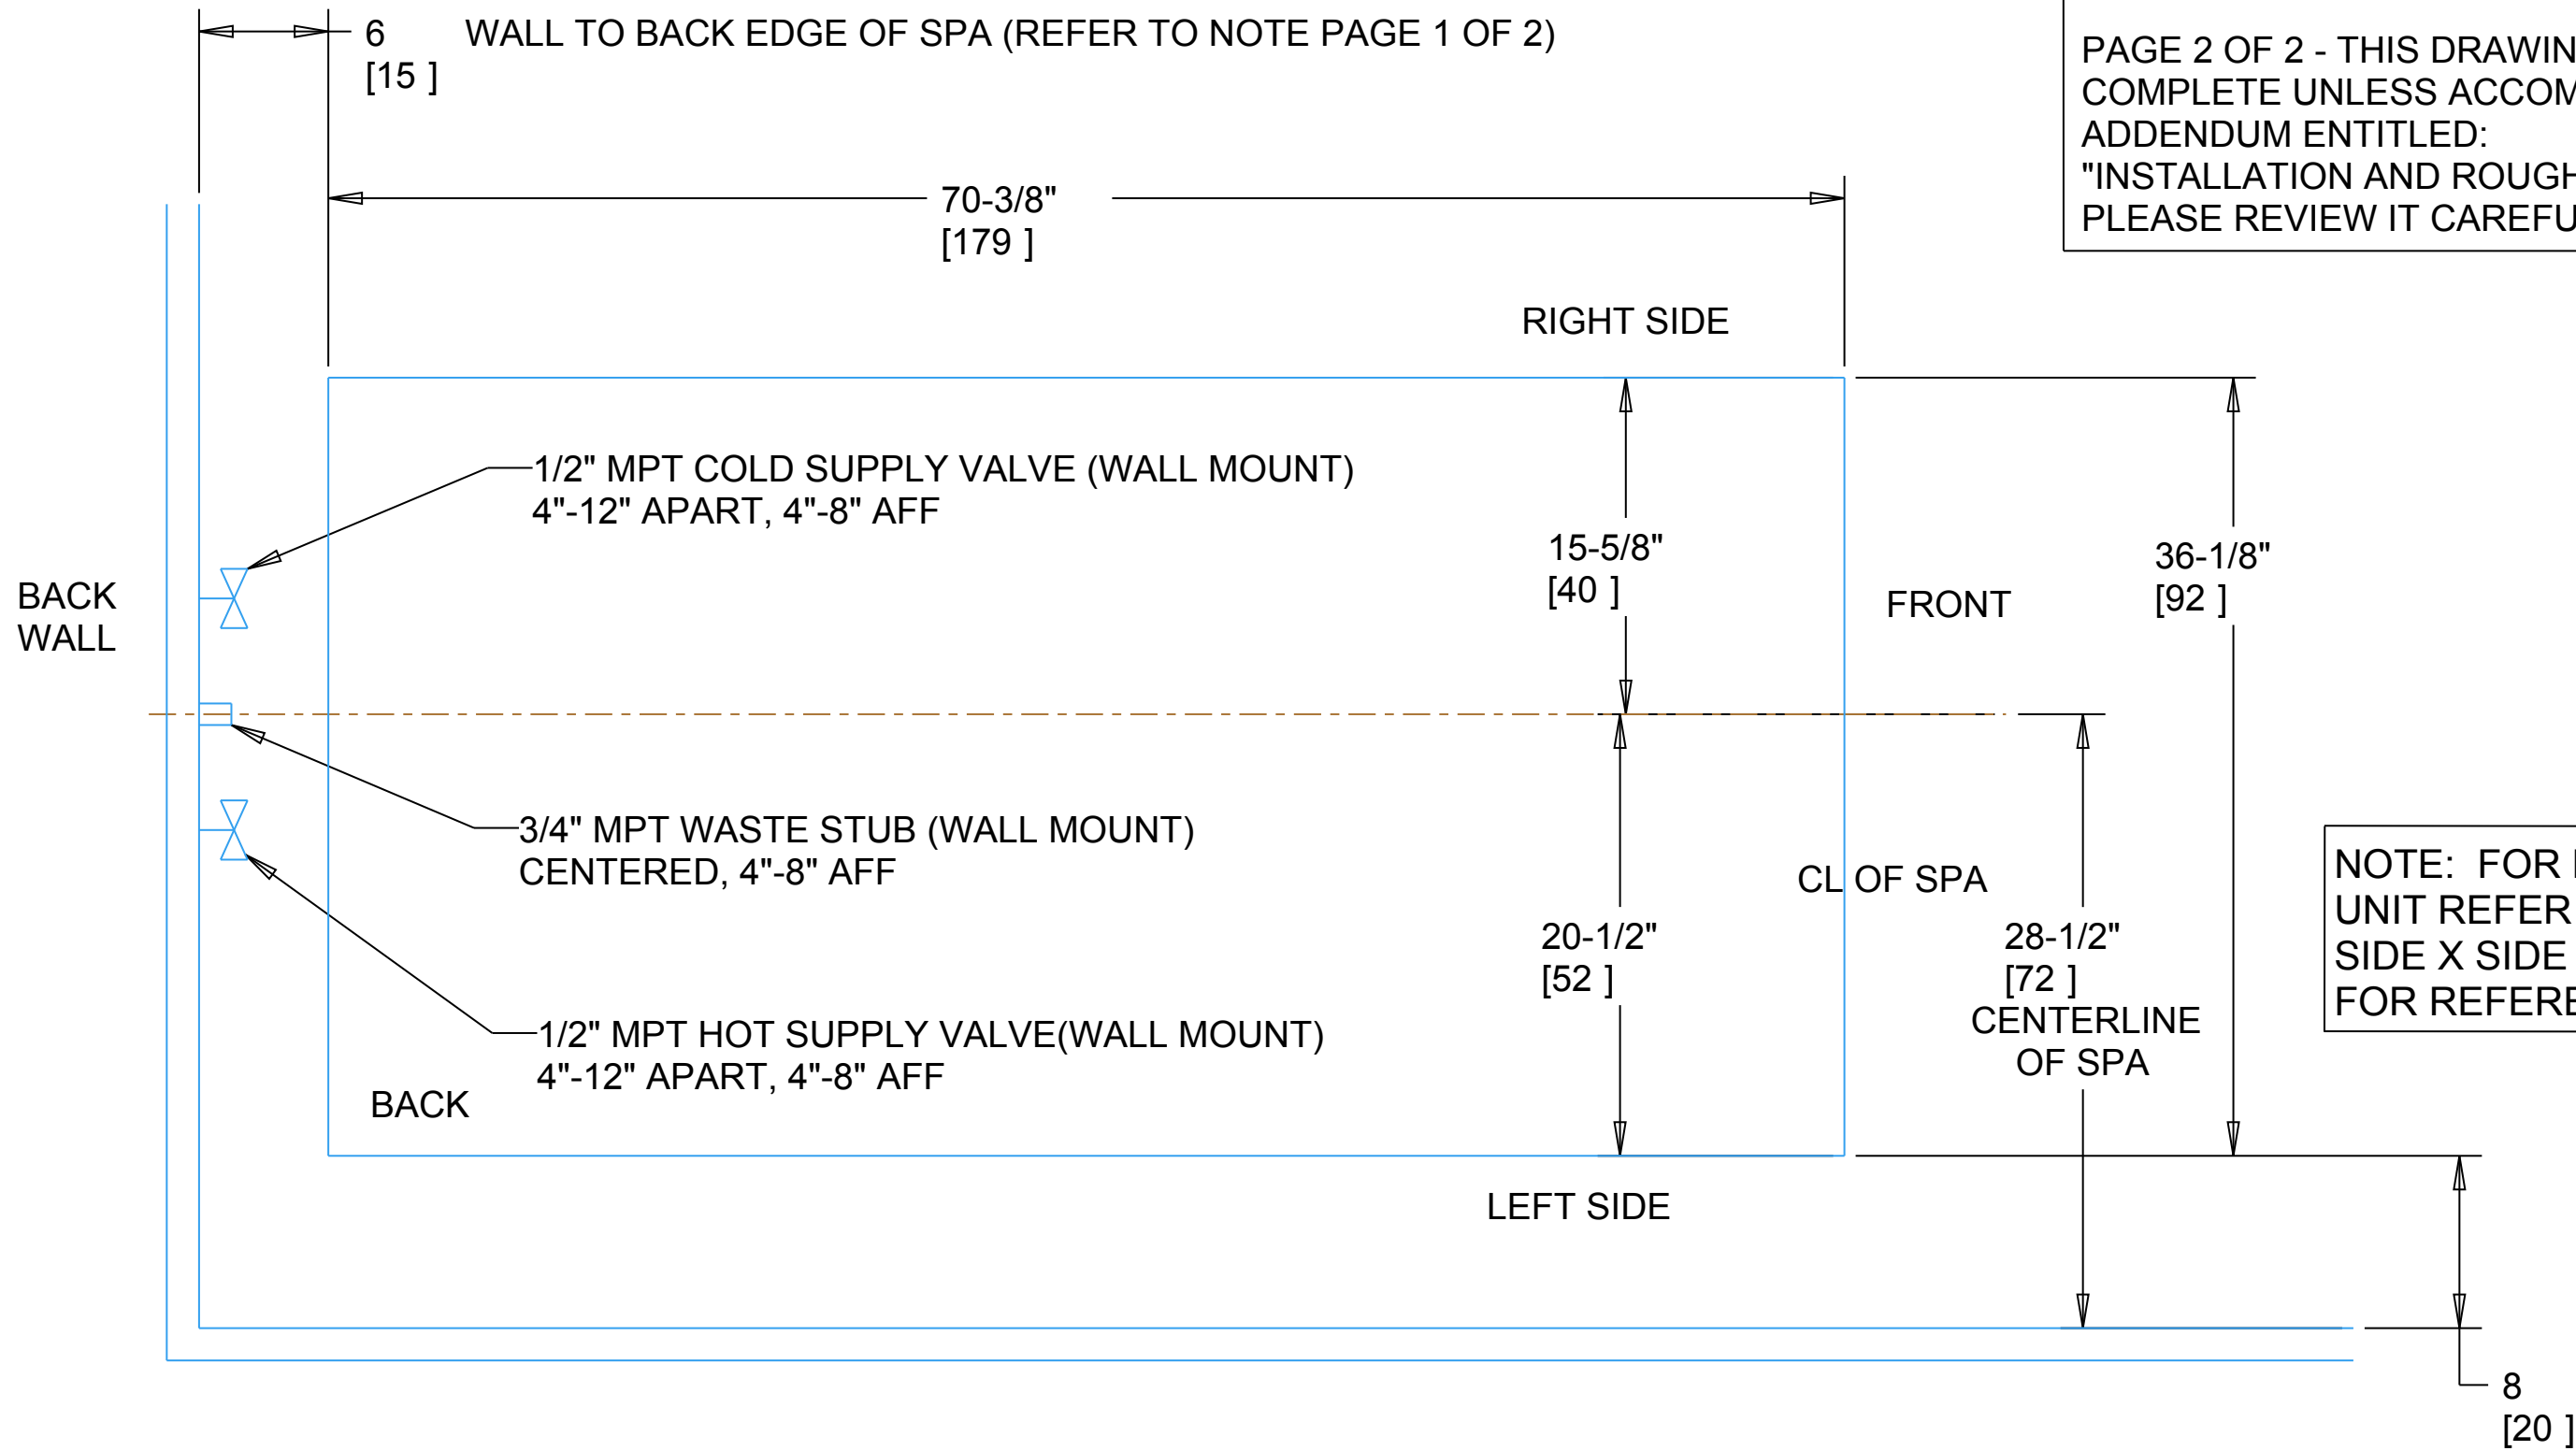 6 WALL TO BACK EDGE OF SPA (REFER TO NOTE PAGE 1 OF 2)
[15 ]
PAGE 2 OF 2 - THIS DRAWIN
COMPLETE UNLESS ACCOM
ADDENDUM ENTITLED:
"INSTALLATION AND ROUGH
PLEASE REVIEW IT CAREFU
70-3/8"
[179 ]
RIGHT SIDE
1/2" MPT COLD SUPPLY VALVE (WALL MOUNT)
4"-12" APART, 4"-8" AFF
15-5/8"
[40 ]
36-1/8"
[92 ]
BACK
WALL
FRONT
3/4" MPT WASTE STUB (WALL MOUNT)
CENTERED, 4"-8" AFF
CL OF SPA
NOTE: FOR
UNIT REFER
SIDE X SIDE
FOR REFERE
20-1/2"
[52 ]
28-1/2"
[72 ]
CENTERLINE
OF SPA
1/2" MPT HOT SUPPLY VALVE(WALL MOUNT)
4"-12" APART, 4"-8" AFF
BACK
LEFT SIDE
8
[20 ]